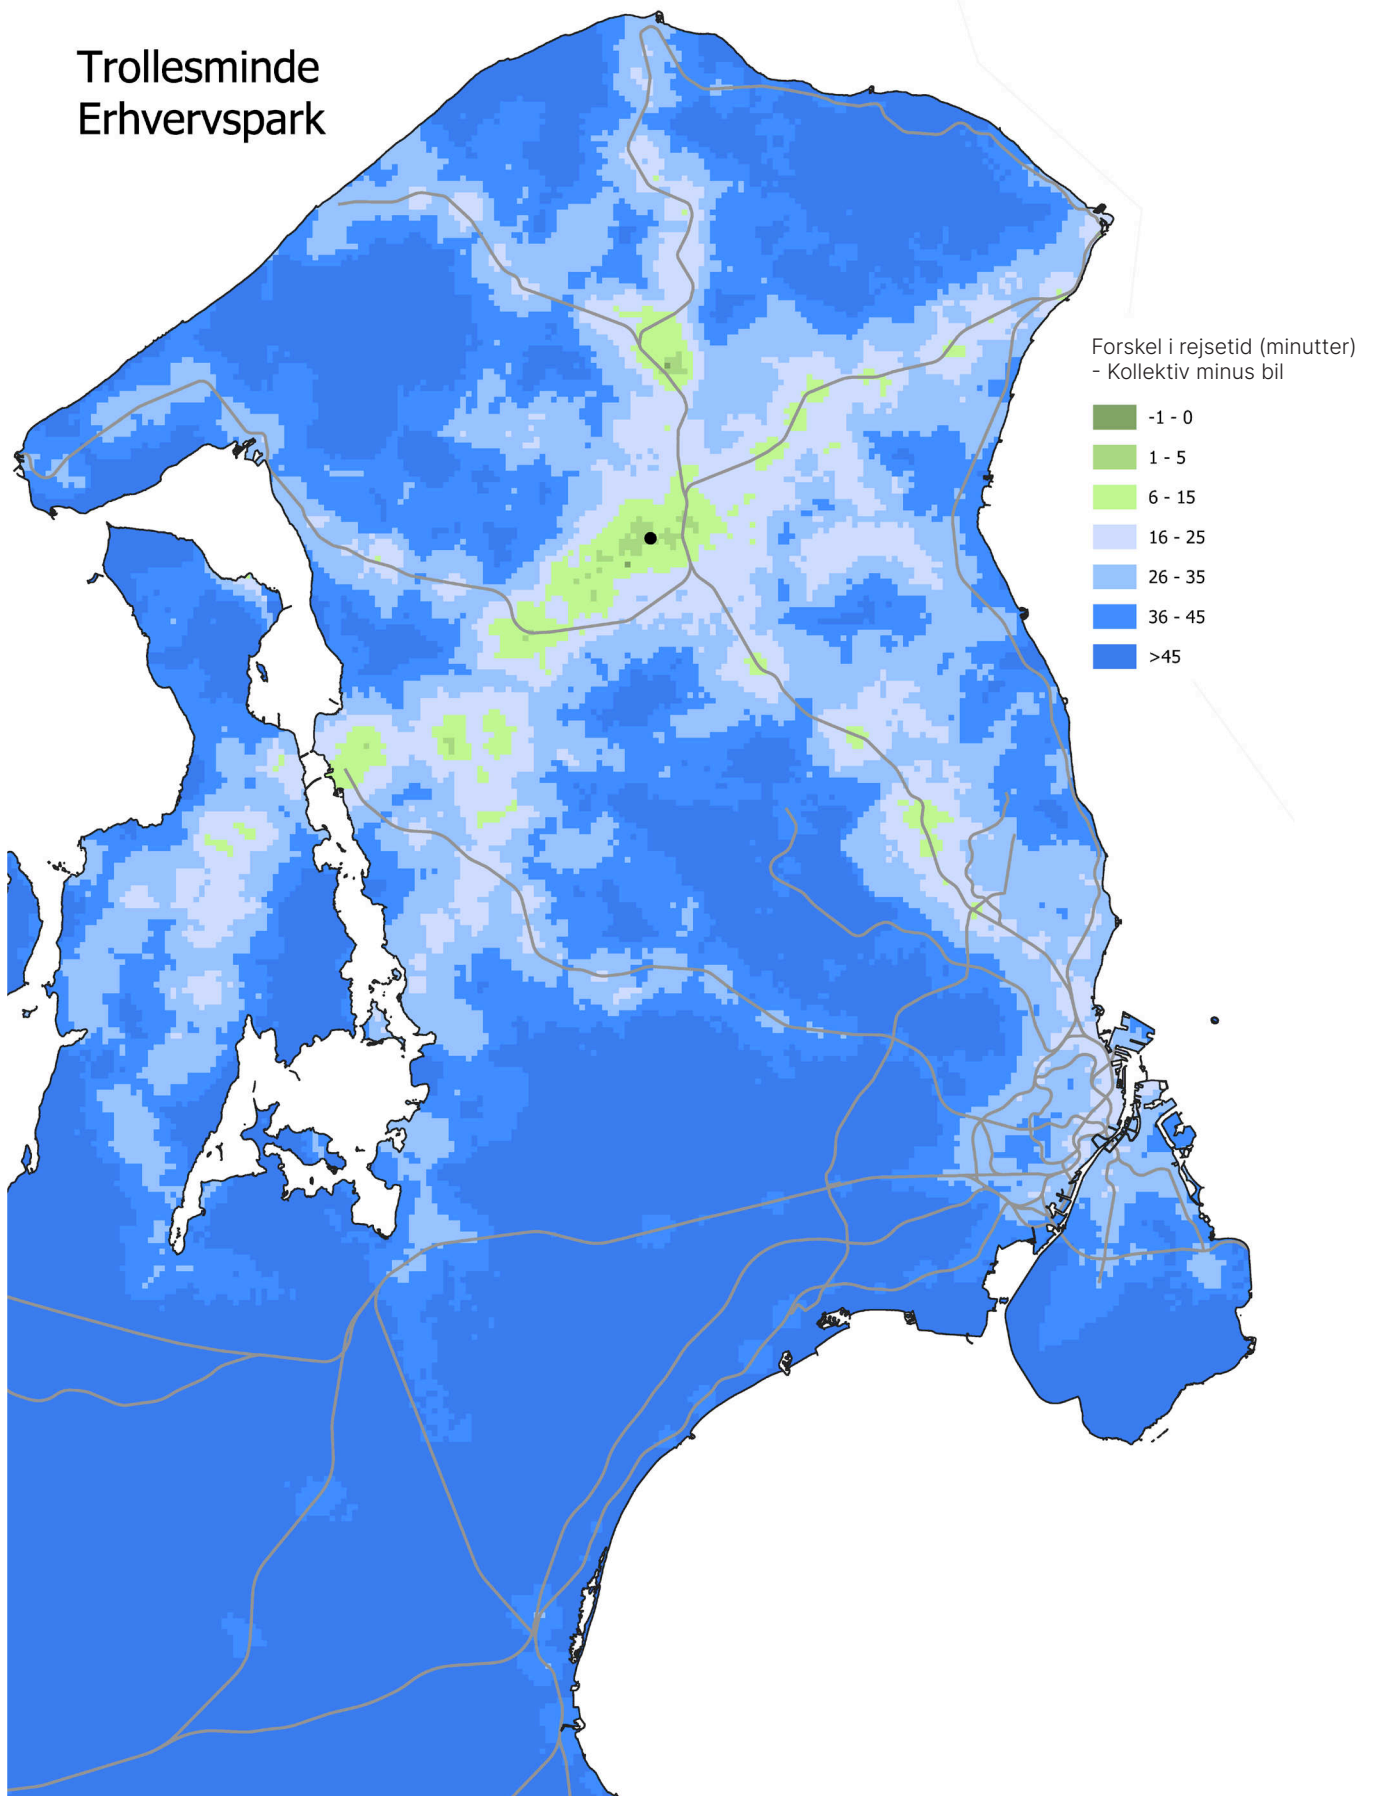 Trollesminde
Erhvervspark
Forskel i rejsetid (minutter)
- Kollektiv minus bil
-1 - 0
1 - 5
6 - 15
16 - 25
26 - 35
36 - 45
>45